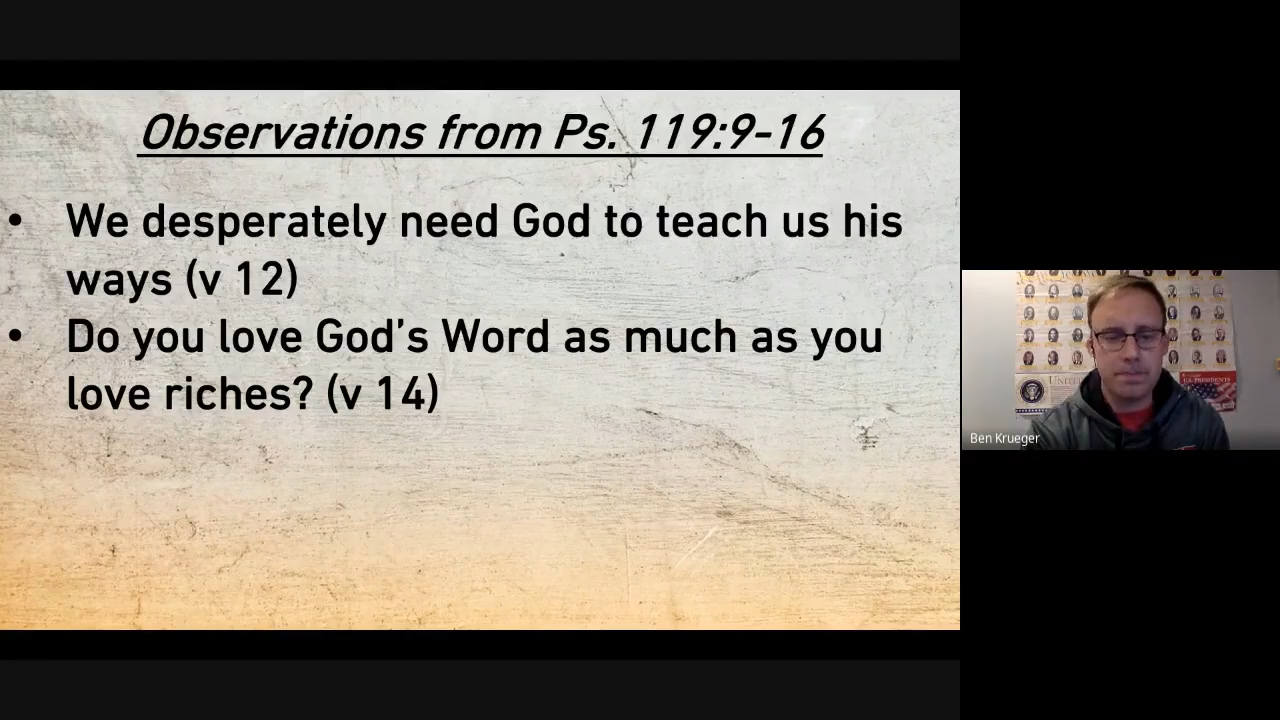 Observations from Ps. 119:9-16
• We desperately need God to teach us his
ways (v 12)
• Do you love God’s Word as much as you
love riches? (v 14)
Ben Krueger